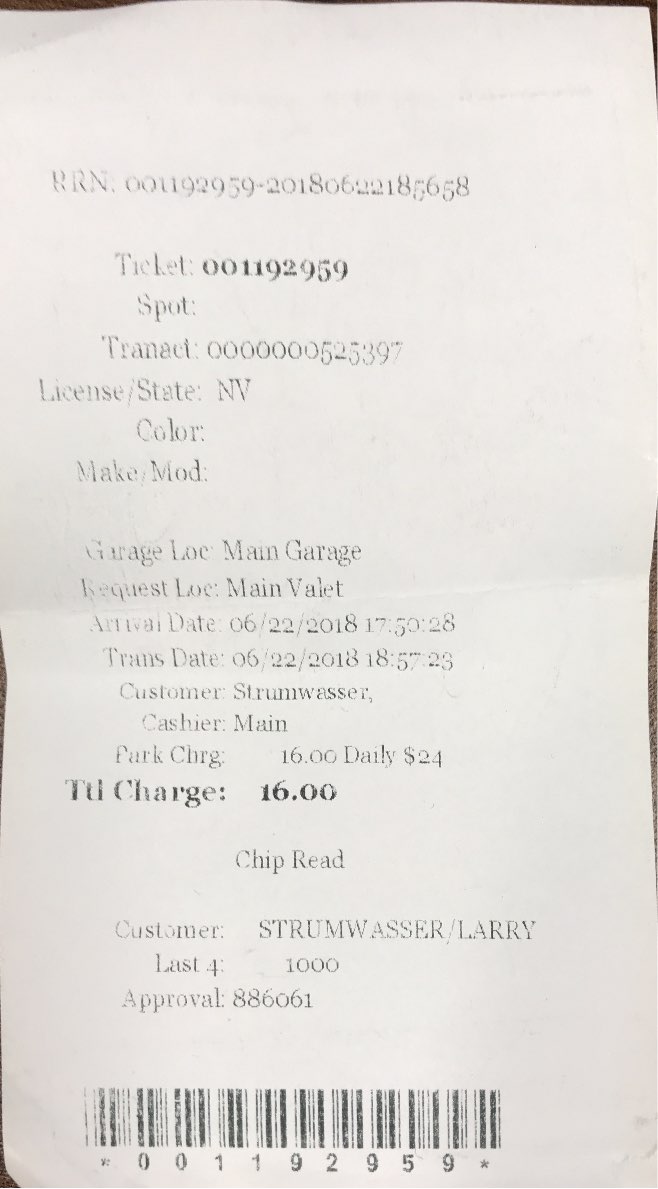 RRN: 001192959-20180622185658
Ticket: 001192959
Spot:
Tranact: 0000000525397
License/State: NV
Color:
Make/Mod:
Garage Loc: Main Garage
Request Loc: Main Valet
Arrival Date: 06/22/2018 17:50:28
Trans Date: 06/22/2018 18:57:23
Customer: Strumwasser,
Cashier: Main
Park Chrg: 16.00 Daily $24
Ttl Charge: 16.00
Chip Read
Customer: STRUMWASSER/LARRY
Last 4: 1000
Approval: 886061
* 0 0 1 1 9 2 9 5 9 *